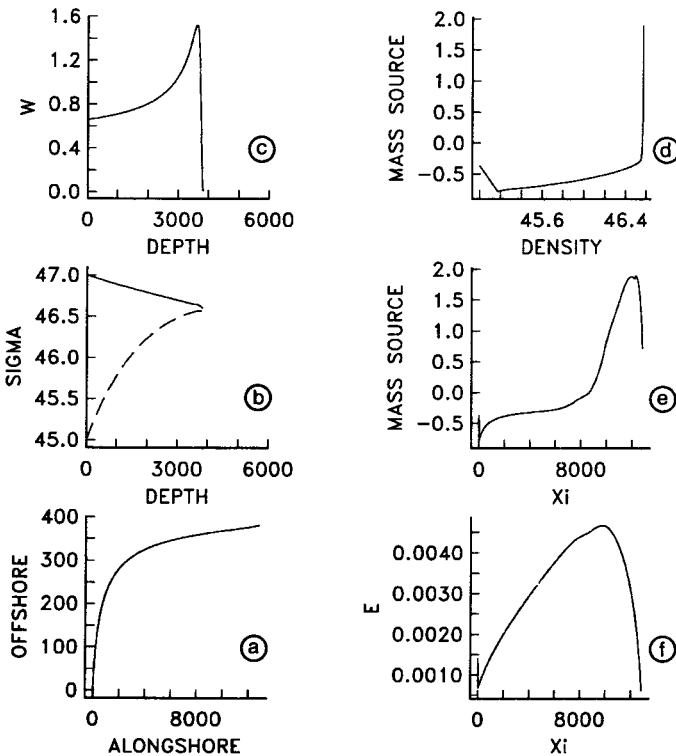 1.6
1.2
0.8
0.4
0.0
W
c
0 3000 6000
DEPTH
2.0
1.5
1.0
0.5
0.0
−0.5
MASS SOURCE
d
45.6 46.4
DENSITY
47.0
46.5
46.0
45.5
45.0
SIGMA
b
0 3000 6000
DEPTH
2.0
1.5
1.0
0.5
0.0
−0.5
MASS SOURCE
e
0 8000
Xi
400
300
200
100
0
OFFSHORE
a
0 8000
ALONGSHORE
0.0040
0.0030
0.0020
0.0010
E
f
0 8000
Xi